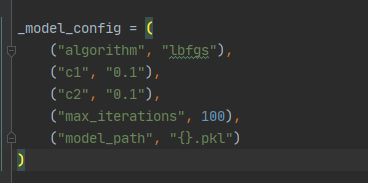 _model_config = (
("algorithm", "lbfgs"),
("c1", "0.1"),
("c2", "0.1"),
("max_iterations", 100),
("model_path", "{}.pkl")
)